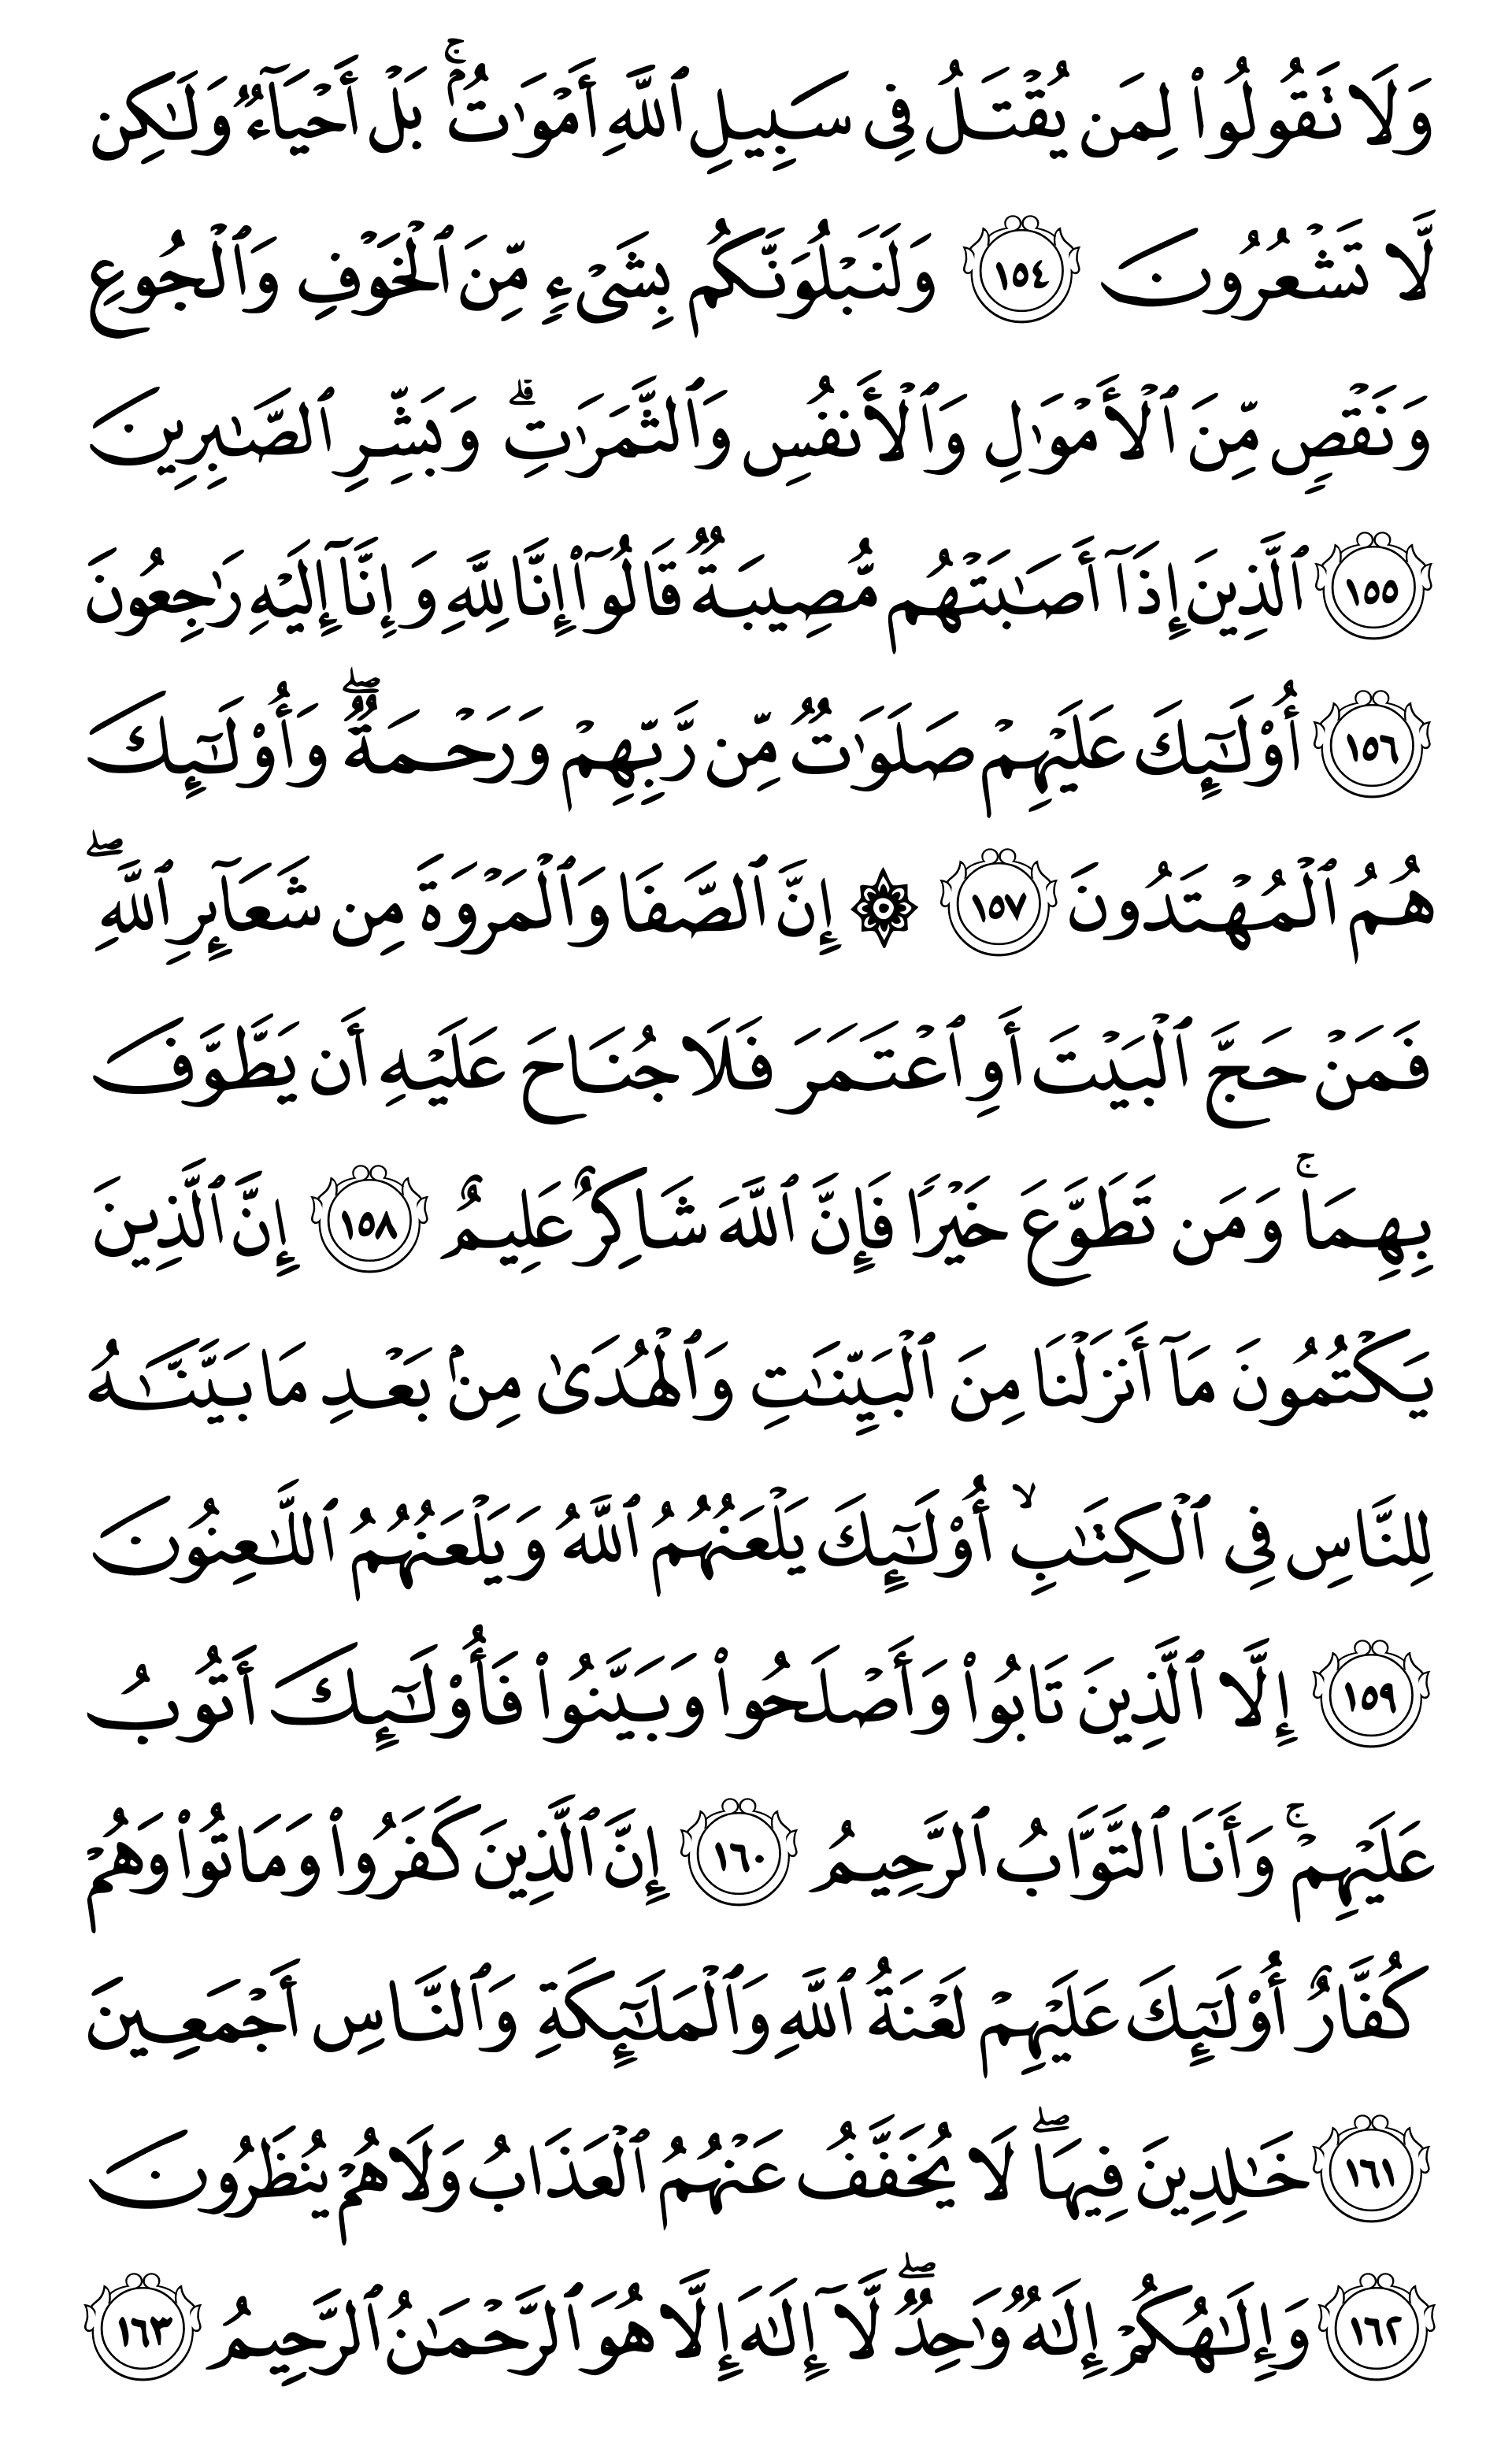 وَلَا تَقُولُوا۟ لِمَن يُقْتَلُ فِى سَبِيلِ ٱللَّهِ أَمْوَٰتٌۢ ۚ بَلْ أَحْيَآءٌ وَلَٰكِن
لَّا تَشْعُرُونَ ١٥٤ وَلَنَبْلُوَنَّكُم بِشَىْءٍ مِّنَ ٱلْخَوْفِ وَٱلْجُوعِ
وَنَقْصٍ مِّنَ ٱلْأَمْوَٰلِ وَٱلْأَنفُسِ وَٱلثَّمَرَٰتِ ۗ وَبَشِّرِ ٱلصَّٰبِرِينَ
١٥٥ ٱلَّذِينَ إِذَآ أَصَٰبَتْهُم مُّصِيبَةٌ قَالُوٓا۟ إِنَّا لِلَّهِ وَإِنَّآ إِلَيْهِ رَٰجِعُونَ
١٥٦ أُو۟لَٰٓئِكَ عَلَيْهِمْ صَلَوَٰتٌ مِّن رَّبِّهِمْ وَرَحْمَةٌ ۖ وَأُو۟لَٰٓئِكَ
هُمُ ٱلْمُهْتَدُونَ ١٥٧ ۞ إِنَّ ٱلصَّفَا وَٱلْمَرْوَةَ مِن شَعَآئِرِ ٱللَّهِ ۖ
فَمَنْ حَجَّ ٱلْبَيْتَ أَوِ ٱعْتَمَرَ فَلَا جُنَاحَ عَلَيْهِ أَن يَطَّوَّفَ
بِهِمَا ۚ وَمَن تَطَوَّعَ خَيْرًا فَإِنَّ ٱللَّهَ شَاكِرٌ عَلِيمٌ ١٥٨ إِنَّ ٱلَّذِينَ
يَكْتُمُونَ مَآ أَنزَلْنَا مِنَ ٱلْبَيِّنَٰتِ وَٱلْهُدَىٰ مِنۢ بَعْدِ مَا بَيَّنَّٰهُ
لِلنَّاسِ فِى ٱلْكِتَٰبِ ۙ أُو۟لَٰٓئِكَ يَلْعَنُهُمُ ٱللَّهُ وَيَلْعَنُهُمُ ٱللَّٰعِنُونَ
١٥٩ إِلَّا ٱلَّذِينَ تَابُوا۟ وَأَصْلَحُوا۟ وَبَيَّنُوا۟ فَأُو۟لَٰٓئِكَ أَتُوبُ
عَلَيْهِمْ ۚ وَأَنَا ٱلتَّوَّابُ ٱلرَّحِيمُ ١٦٠ إِنَّ ٱلَّذِينَ كَفَرُوا۟ وَمَاتُوا۟ وَهُمْ
كُفَّارٌ أُو۟لَٰٓئِكَ عَلَيْهِمْ لَعْنَةُ ٱللَّهِ وَٱلْمَلَٰٓئِكَةِ وَٱلنَّاسِ أَجْمَعِينَ
١٦١ خَٰلِدِينَ فِيهَا ۖ لَا يُخَفَّفُ عَنْهُمُ ٱلْعَذَابُ وَلَا هُمْ يُنظَرُونَ
١٦٢ وَإِلَٰهُكُمْ إِلَٰهٌ وَٰحِدٌ ۖ لَّآ إِلَٰهَ إِلَّا هُوَ ٱلرَّحْمَٰنُ ٱلرَّحِيمُ ١٦٣